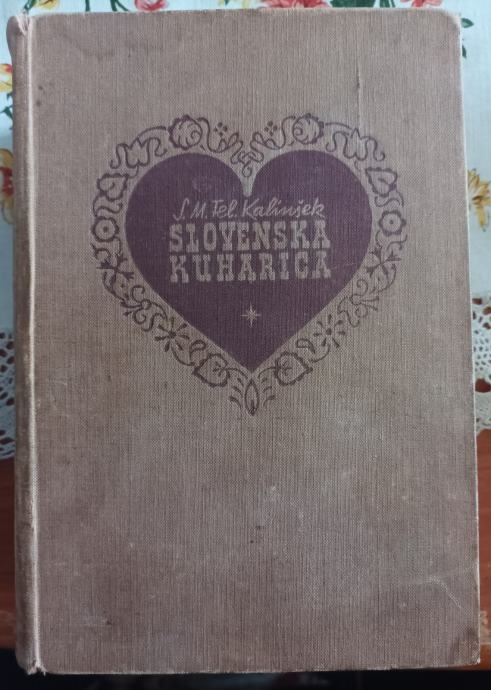 S. M. Fel. Kalinšek
SLOVENSKA
KUHARICA